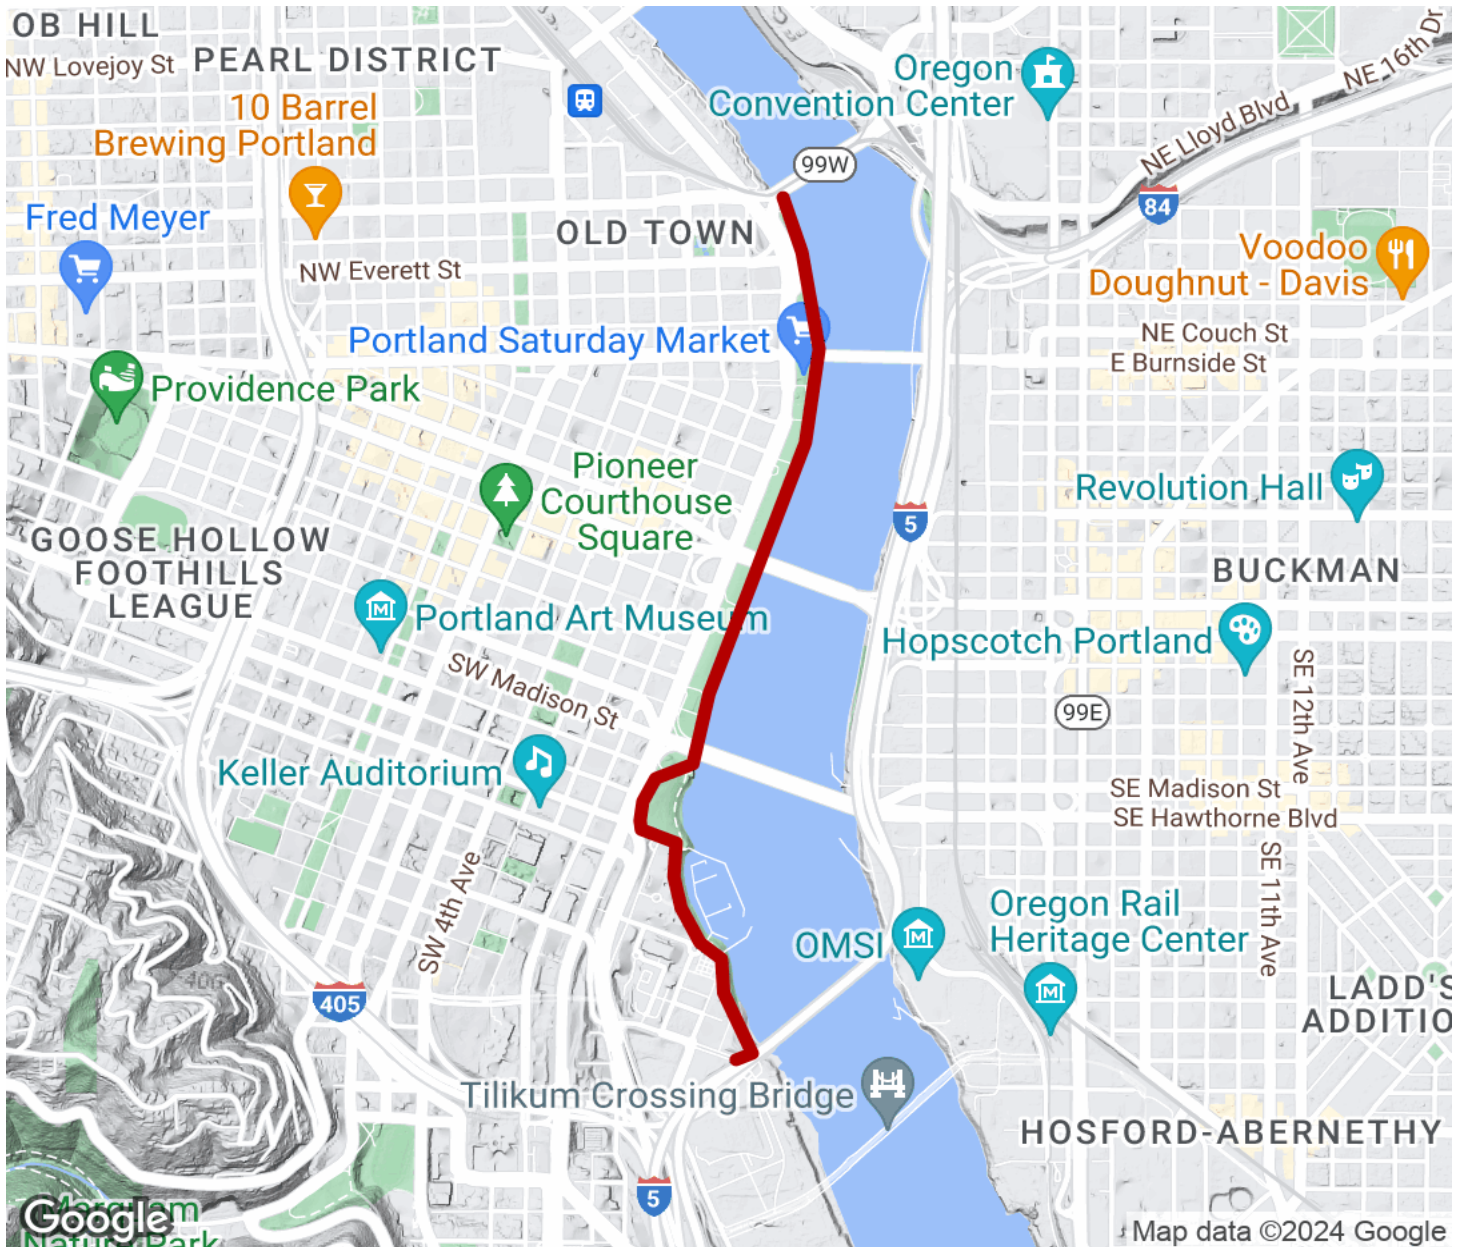 OB HILL
NW Lovejoy St
PEARL DISTRICT
Oregon
Convention Center
NE 16th Dr
NE Lloyd Blvd
10 Barrel
Brewing Portland
99W
84
Fred Meyer
OLD TOWN
NW Everett St
Voodoo
Doughnut - Davis
Portland Saturday Market
NE Couch St
E Burnside St
Providence Park
Pioneer
Courthouse
Square
5
Revolution Hall
GOOSE HOLLOW
FOOTHILLS
LEAGUE
BUCKMAN
Portland Art Museum
Hopscotch Portland
SW Madison St
99E
SE 12th Ave
Keller Auditorium
SE Madison St
SE Hawthorne Blvd
SW 4th Ave
SE 11th Ave
OMSI
Oregon Rail
Heritage Center
405
LADD'S
ADDITIO
Tilikum Crossing Bridge
HOSFORD-ABERNETHY
5
Marquam
Nature Park
Google
Map data ©2024 Google